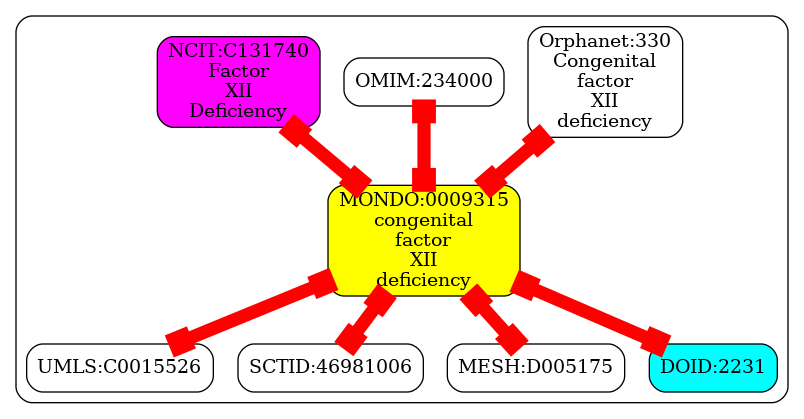 NCIT:C131740
Factor
XII
Deficiency
OMIM:234000
Orphanet:330
Congenital
factor
XII
deficiency
MONDO:0009315
congenital
factor
XII
deficiency
UMLS:C0015526
SCTID:46981006
MESH:D005175
DOID:2231